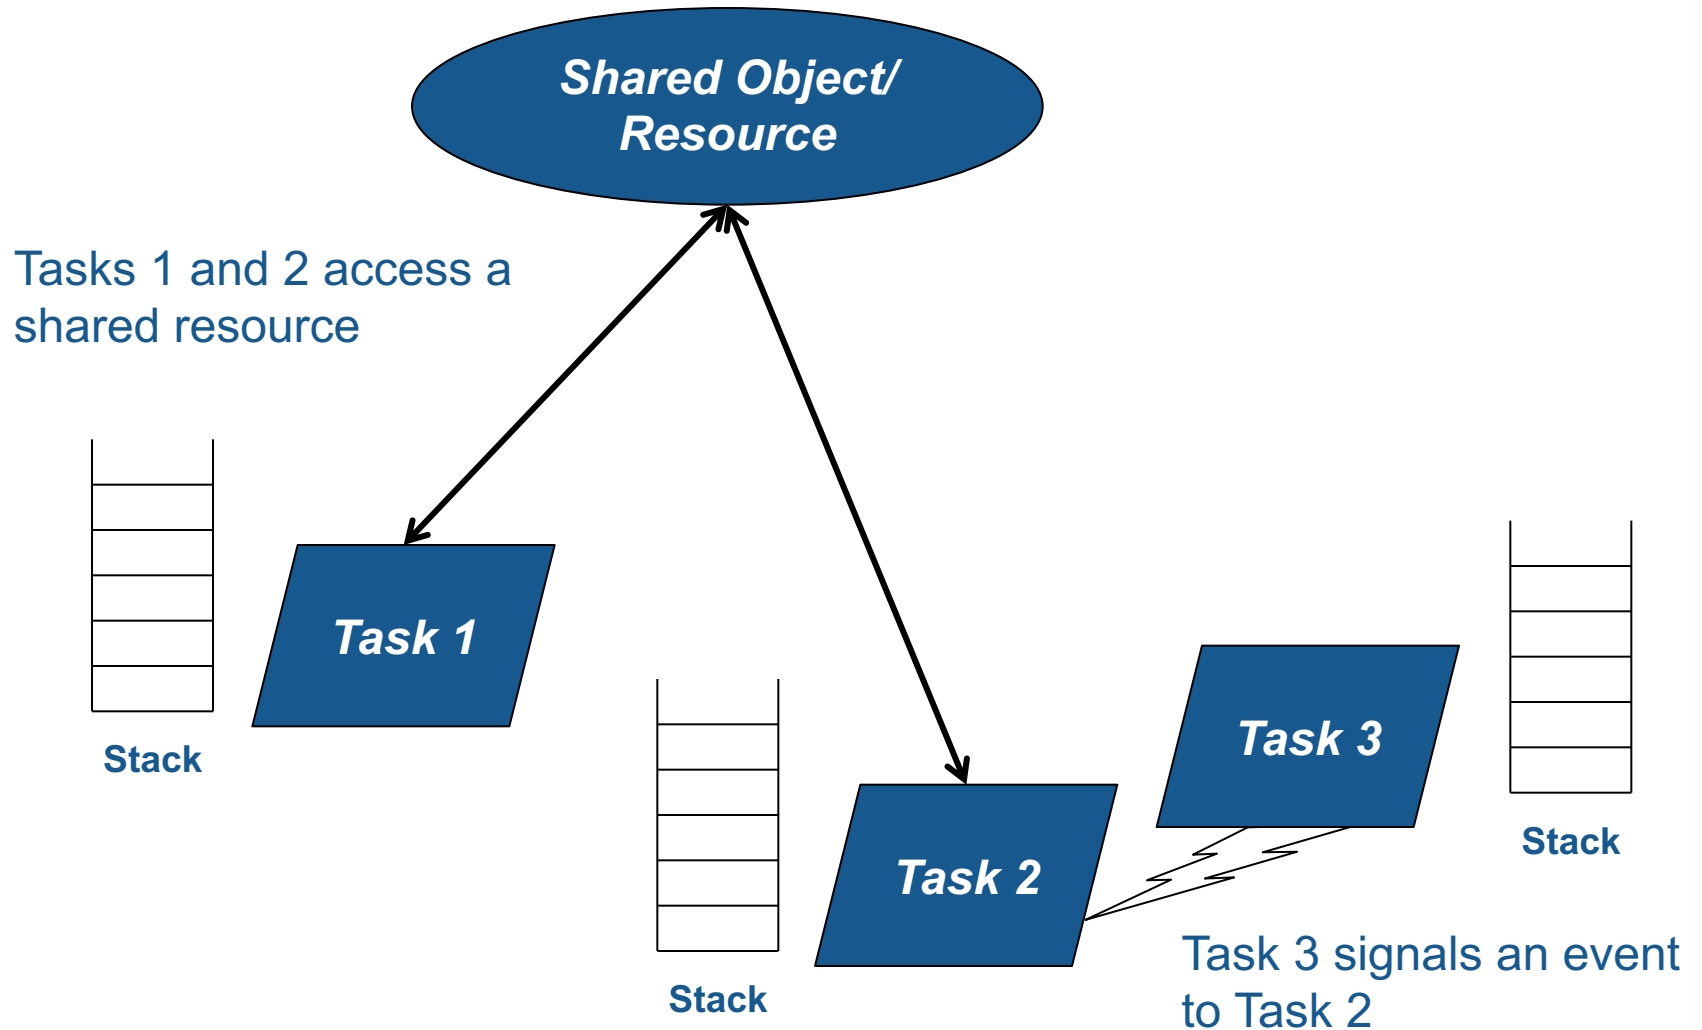 Shared Object/
Resource
Tasks 1 and 2 access a
shared resource
Task 1
Stack
Task 2
Stack
Task 3
Stack
Task 3 signals an event
to Task 2